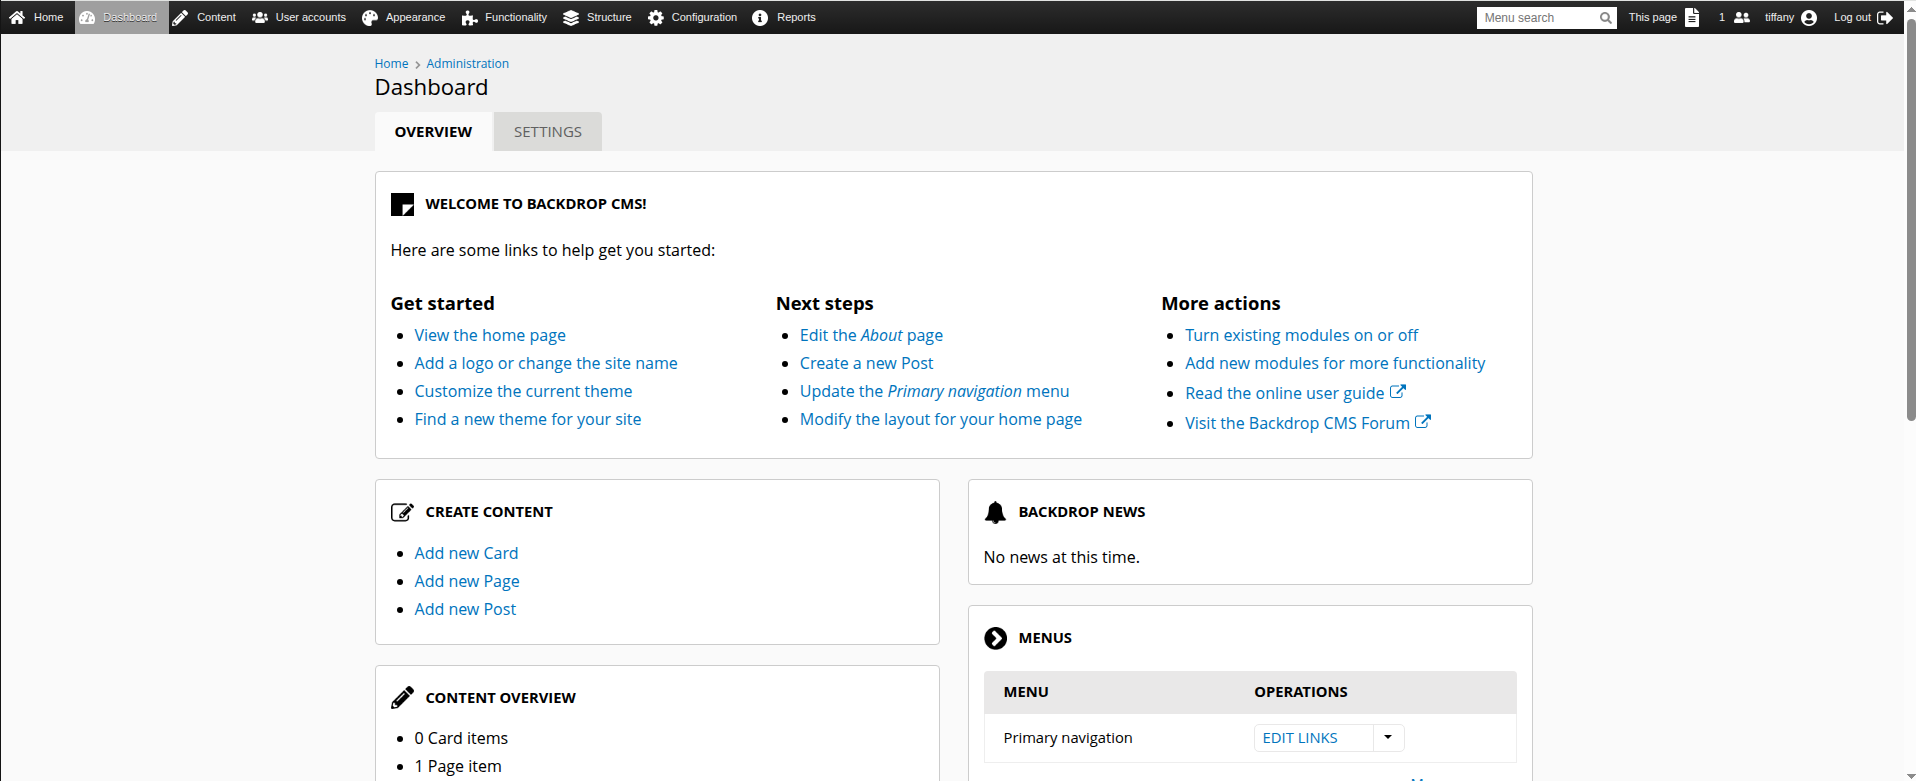 Home Dashboard Content User accounts Appearance Functionality Structure Configuration Reports Menu search This page 1 tiffany Log out
Home › Administration
Dashboard
OVERVIEW SETTINGS
WELCOME TO BACKDROP CMS!
Here are some links to help get you started:
Get started
View the home page
Add a logo or change the site name
Customize the current theme
Find a new theme for your site
Next steps
Edit the About page
Create a new Post
Update the Primary navigation menu
Modify the layout for your home page
More actions
Turn existing modules on or off
Add new modules for more functionality
Read the online user guide
Visit the Backdrop CMS Forum
CREATE CONTENT
Add new Card
Add new Page
Add new Post
CONTENT OVERVIEW
0 Card items
1 Page item
BACKDROP NEWS
No news at this time.
MENUS
MENU OPERATIONS
Primary navigation EDIT LINKS